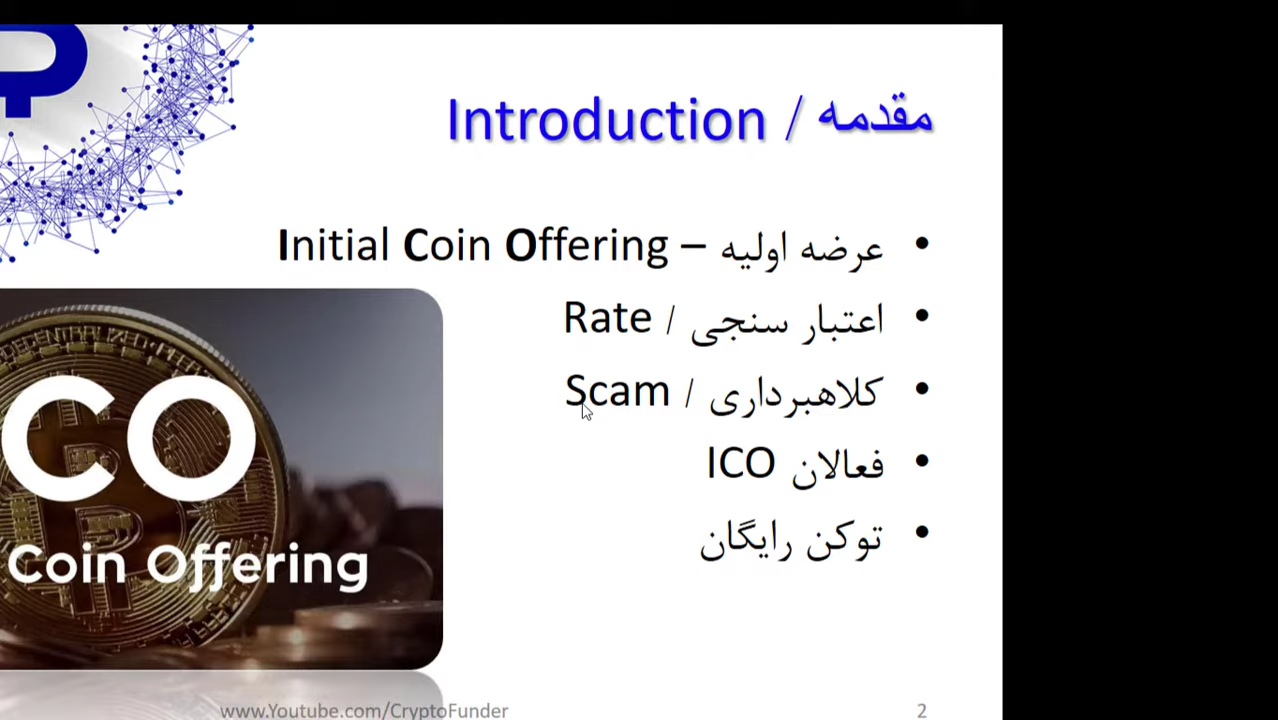 مقدمه / Introduction
• عرضه اولیه – Initial Coin Offering
• اعتبار سنجی / Rate
• کلاهبرداری / Scam
• فعالان ICO
• توکن رایگان
DECENTRALIZED
CO
Coin Offering
www.Youtube.com/CryptoFunder
2